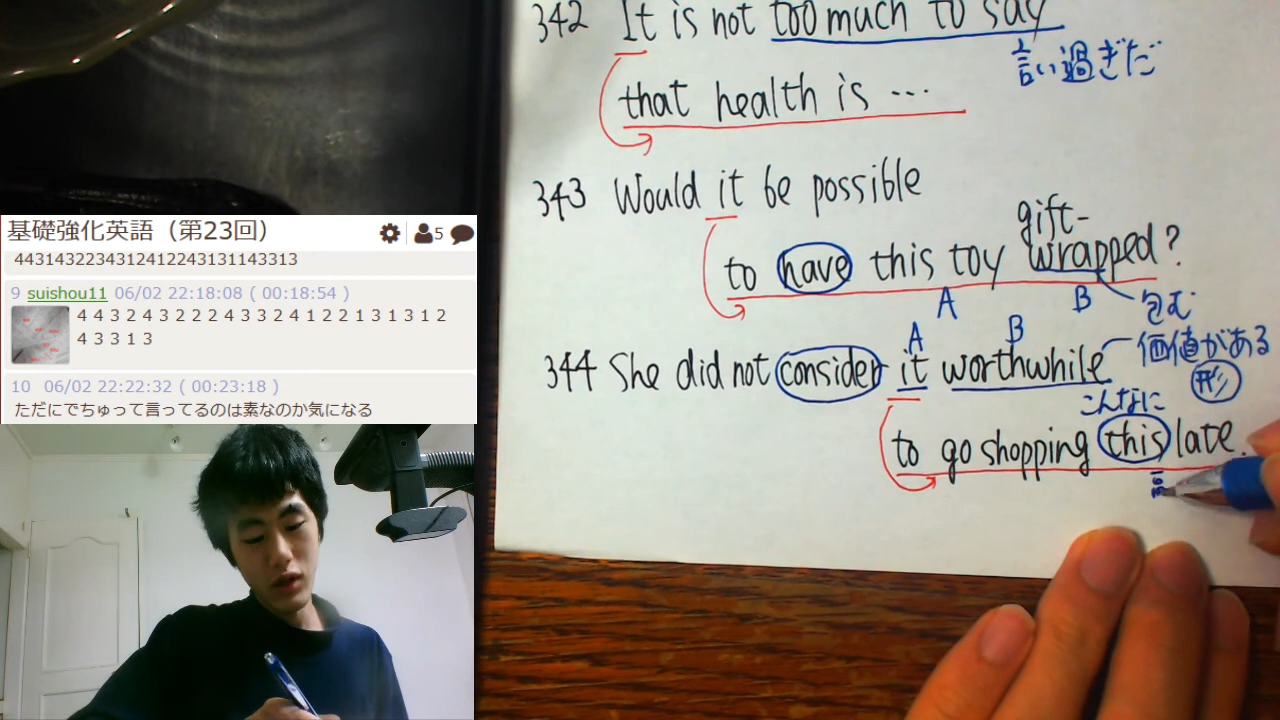 基礎強化英語（第23回）
5
4431432234312412243131143313
9 suishou11 06/02 22:18:08 ( 00:18:54 )
4 4 3 2 4 3 2 2 2 4 3 3 2 4 1 2 2 1 3 1 3 1 2
4 3 3 1 3
10 06/02 22:22:32 ( 00:23:18 )
ただにでちゅって言ってるのは素なのか気になる
342 It is not too much to say
言い過ぎだ
that health is …
343 Would it be possible
gift-
to have this toy wrapped?
A B 包む
A B 価値がある
344 She did not consider it worthwhile
形
こんなに
to go shopping this late.